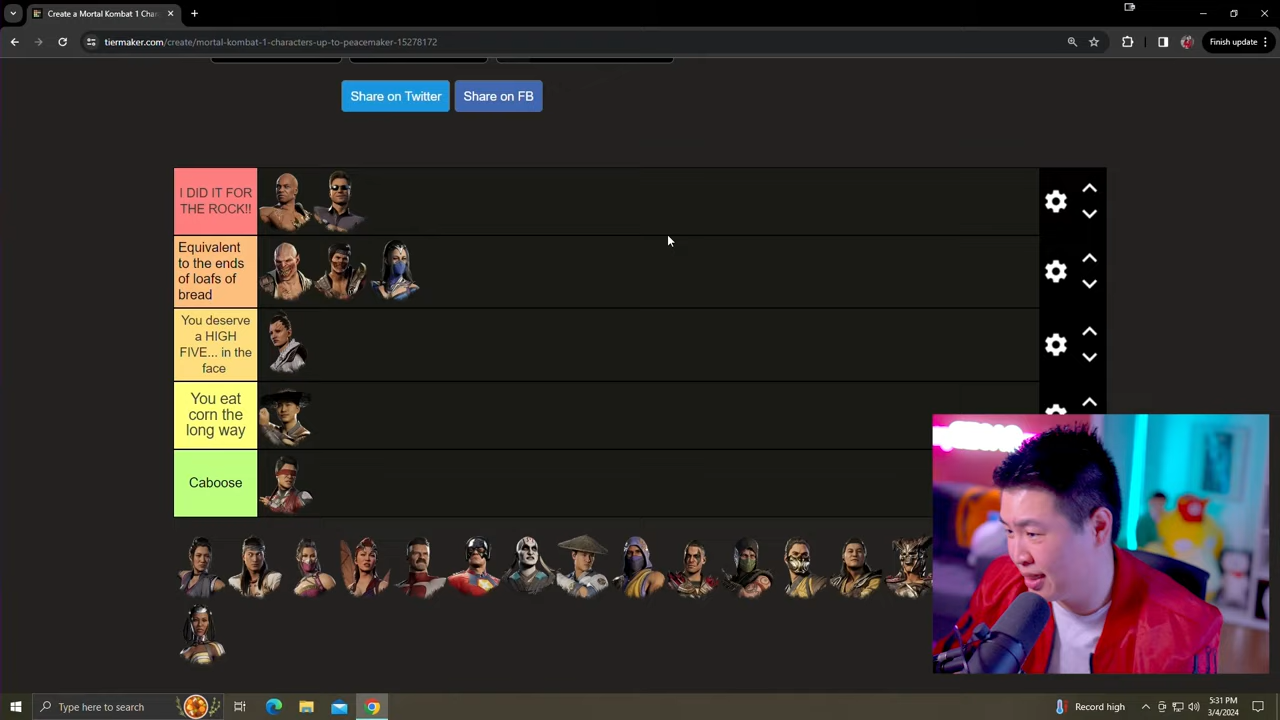 Create a Mortal Kombat 1 Char
tiermaker.com/create/mortal-kombat-1-characters-up-to-peacemaker-15278172
Finish update
Share on Twitter
Share on FB
I DID IT FOR
THE ROCK!!
Equivalent
to the ends
of loafs of
bread
You deserve
a HIGH
FIVE... in the
face
You eat
corn the
long way
Caboose
Type here to search
Record high
5:31 PM
3/4/2024